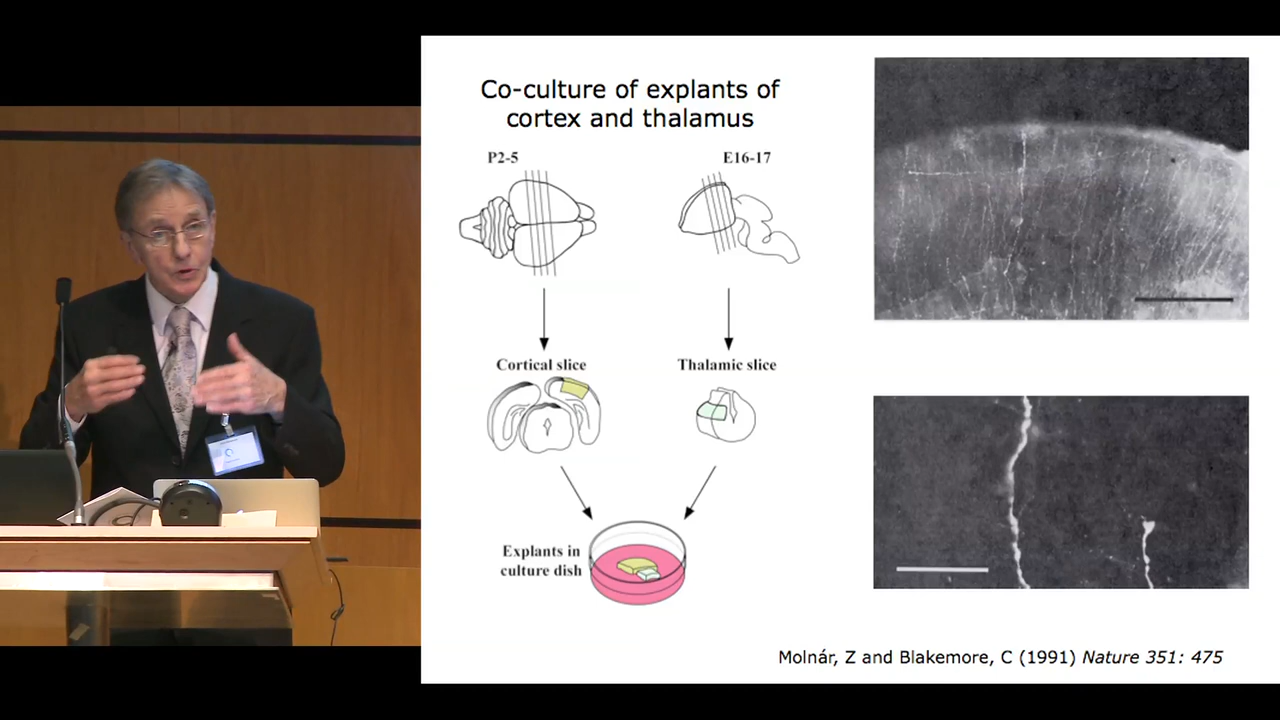 Co-culture of explants of
cortex and thalamus
P2-5
E16-17
Cortical slice
Thalamic slice
Explants in
culture dish
Molnár, Z and Blakemore, C (1991) Nature 351: 475